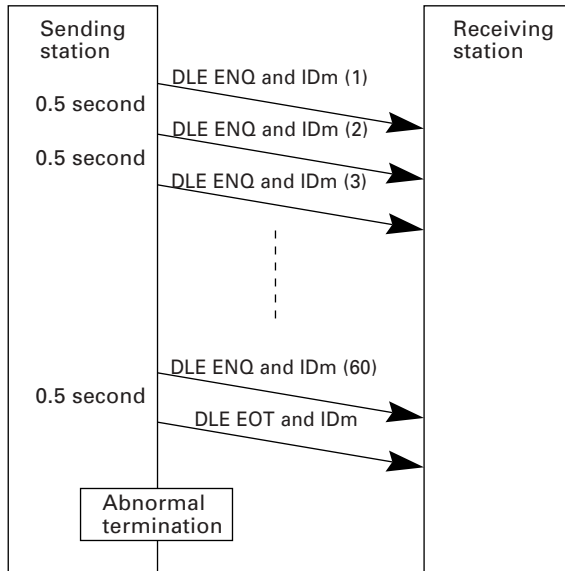 Sending
station
Receiving
station
DLE ENQ and IDm (1)
0.5 second
DLE ENQ and IDm (2)
0.5 second
DLE ENQ and IDm (3)
DLE ENQ and IDm (60)
0.5 second
DLE EOT and IDm
Abnormal
termination